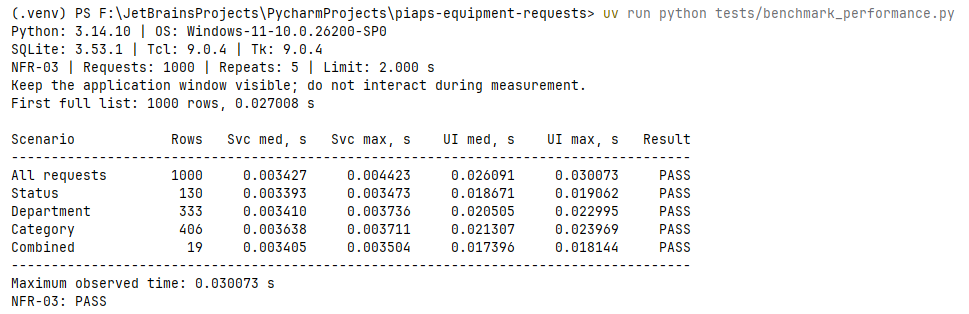 (.venv) PS F:\JetBrainsProjects\PycharmProjects\piaps-equipment-requests> uv run python tests/benchmark_performance.py
Python: 3.14.10 | OS: Windows-11-10.0.26200-SP0
SQLite: 3.53.1 | Tcl: 9.0.4 | Tk: 9.0.4
NFR-03 | Requests: 1000 | Repeats: 5 | Limit: 2.000 s
Keep the application window visible; do not interact during measurement.
First full list: 1000 rows, 0.027008 s

Scenario            Rows   Svc med, s   Svc max, s    UI med, s    UI max, s   Result
-------------------------------------------------------------------------------------
All requests        1000     0.003427     0.004423     0.026091     0.030073     PASS
Status               130     0.003393     0.003473     0.018671     0.019062     PASS
Department           333     0.003410     0.003736     0.020505     0.022995     PASS
Category             406     0.003638     0.003711     0.021307     0.023969     PASS
Combined              19     0.003405     0.003504     0.017396     0.018144     PASS
-------------------------------------------------------------------------------------
Maximum observed time: 0.030073 s
NFR-03: PASS